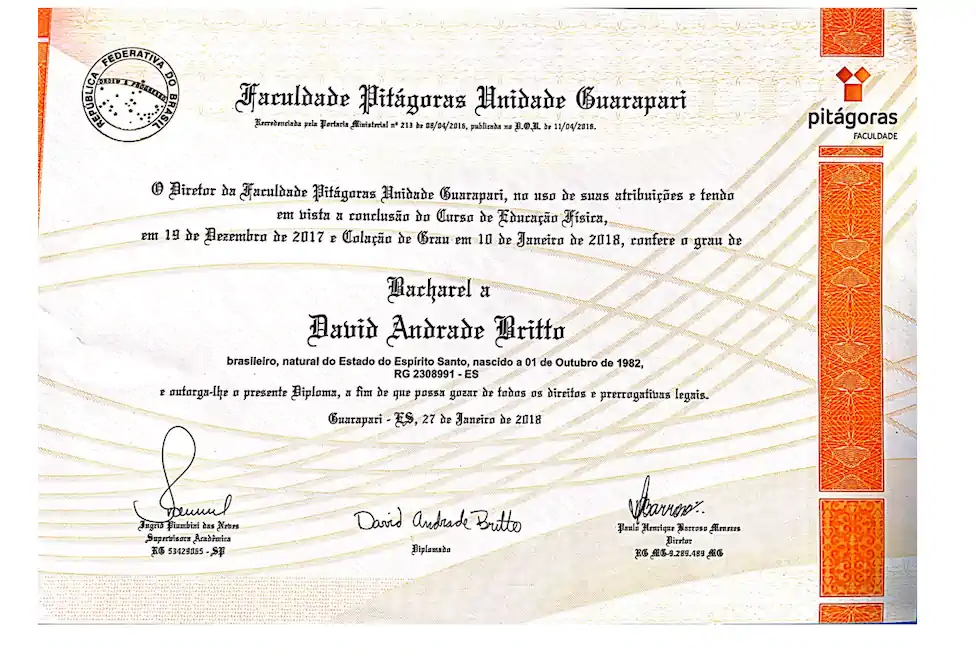 REPÚBLICA FEDERATIVA DO BRASIL
ORDEM E PROGRESSO
Faculdade Pitágoras Unidade Guarapari
Recredenciada pela Portaria Ministerial nº 213 de 08/04/2016, publicada no D.O.U. de 11/04/2016.
pitágoras
FACULDADE
O Diretor da Faculdade Pitágoras Unidade Guarapari, no uso de suas atribuições e tendo
em vista a conclusão do Curso de Educação Física,
em 19 de Dezembro de 2017 e Colação de Grau em 10 de Janeiro de 2018, confere o grau de
Bacharel a
David Andrade Britto
brasileiro, natural do Estado do Espírito Santo, nascido a 01 de Outubro de 1982,
RG 2308991 - ES
e outorga-lhe o presente Diploma, a fim de que possa gozar de todos os direitos e prerrogativas legais.
Guarapari - ES, 27 de Janeiro de 2018
David Andrade Britto
Ingrid Piumbini das Neves
Supervisora Acadêmica
RG 53429065 - SP
Diplomado
Paulo Henrique Barroso Menezes
Diretor
RG MG-9.289.489 MG